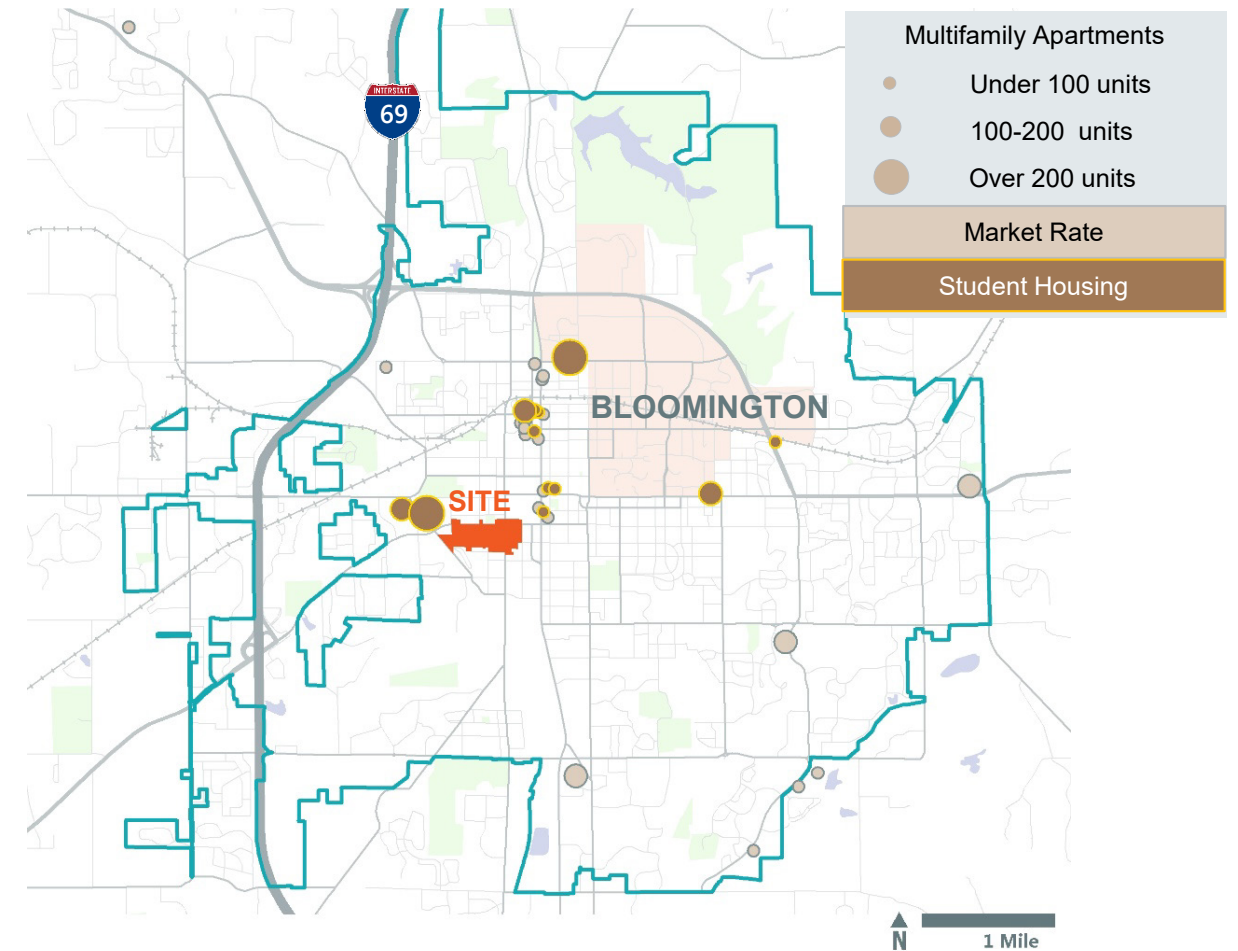 Multifamily Apartments
Under 100 units
100-200 units
Over 200 units
Market Rate
Student Housing
INTERSTATE
69
BLOOMINGTON
SITE
N
1 Mile